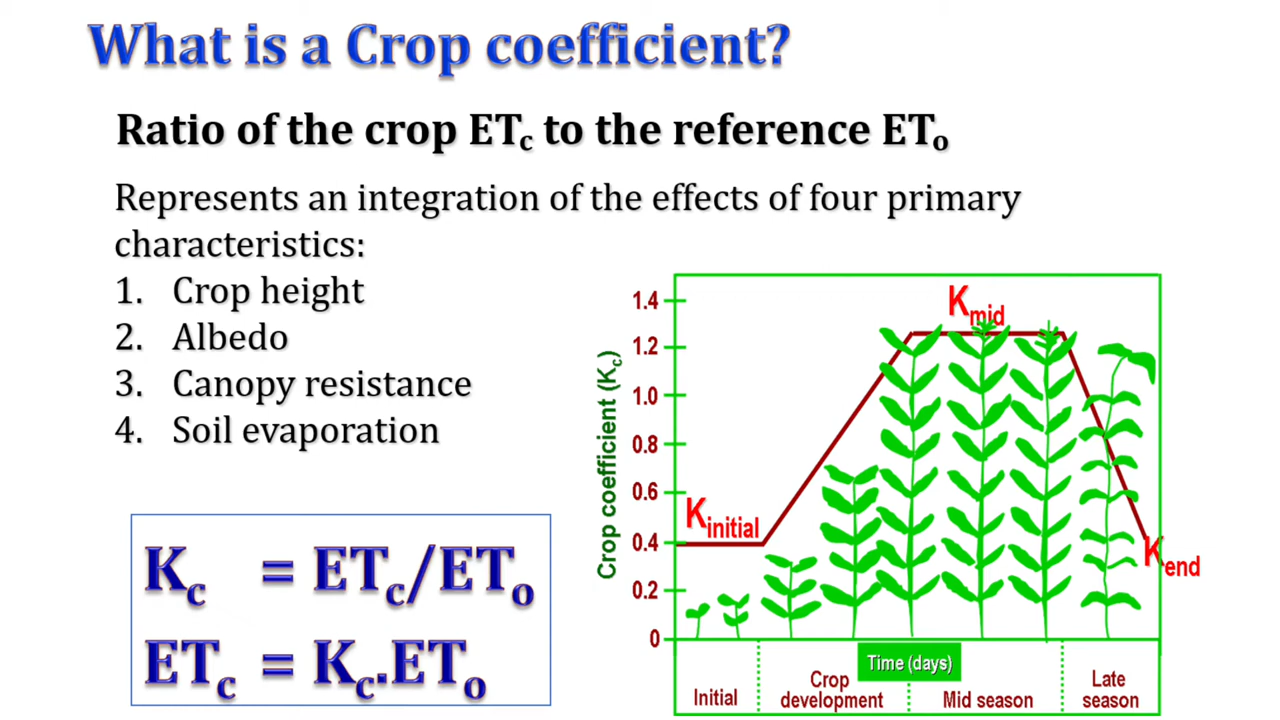 What is a Crop coefficient?
Ratio of the crop ETc to the reference ETo
Represents an integration of the effects of four primary
characteristics:
1. Crop height
2. Albedo
3. Canopy resistance
4. Soil evaporation
Kc = ETc/ETo
ETc = Kc.ETo
Crop coefficient (Kc)
1.4
1.2
1.0
0.8
0.6
0.4
0.2
0
Kinitial
Kmid
Kend
Time (days)
Initial
Crop
development
Mid season
Late
season